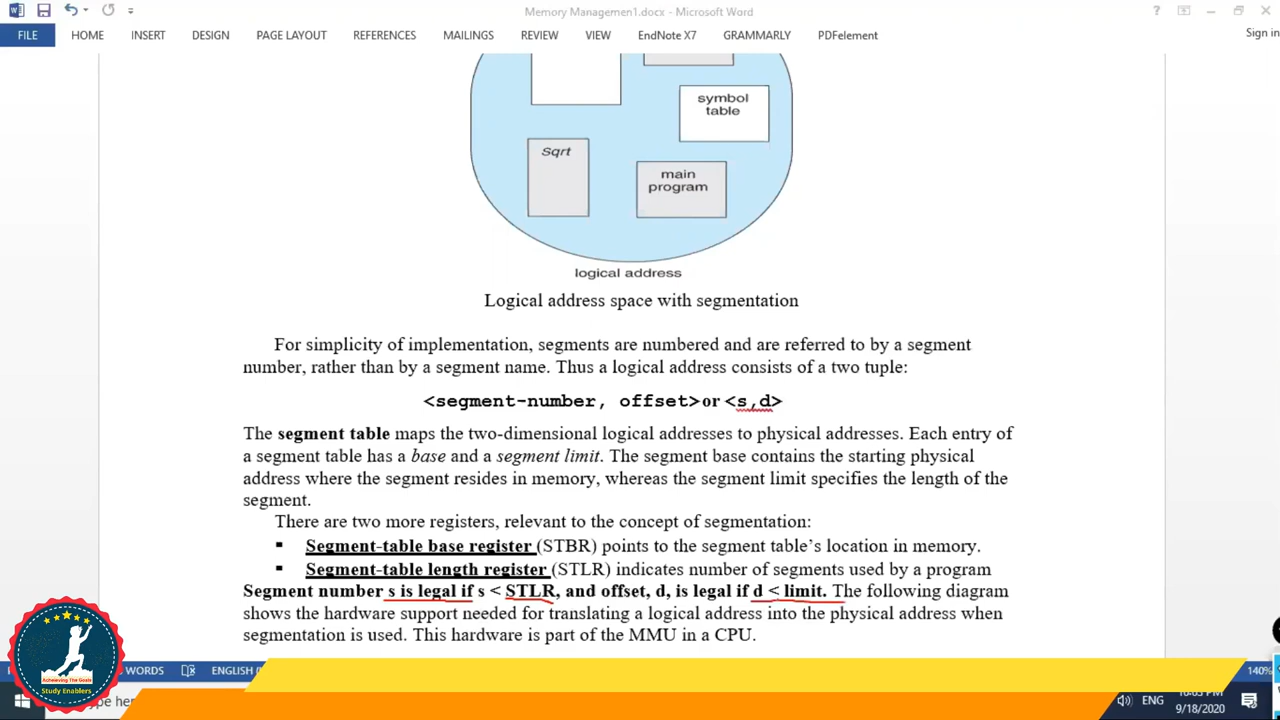 Memory Managemen1.docx - Microsoft Word
FILE HOME INSERT DESIGN PAGE LAYOUT REFERENCES MAILINGS REVIEW VIEW EndNote X7 GRAMMARLY PDFelement
Sign in
symbol
table
Sqrt
main
program
logical address
Logical address space with segmentation
For simplicity of implementation, segments are numbered and are referred to by a segment
number, rather than by a segment name. Thus a logical address consists of a two tuple:
<segment-number, offset> or <s,d>
The segment table maps the two-dimensional logical addresses to physical addresses. Each entry of
a segment table has a base and a segment limit. The segment base contains the starting physical
address where the segment resides in memory, whereas the segment limit specifies the length of the
segment.
There are two more registers, relevant to the concept of segmentation:
▪ Segment-table base register (STBR) points to the segment table’s location in memory.
▪ Segment-table length register (STLR) indicates number of segments used by a program
Segment number s is legal if s < STLR, and offset, d, is legal if d < limit. The following diagram
shows the hardware support needed for translating a logical address into the physical address when
segmentation is used. This hardware is part of the MMU in a CPU.
WORDS ENGLISH 140%
Achieveing The Goals
Study Enablers
ENG
9/18/2020